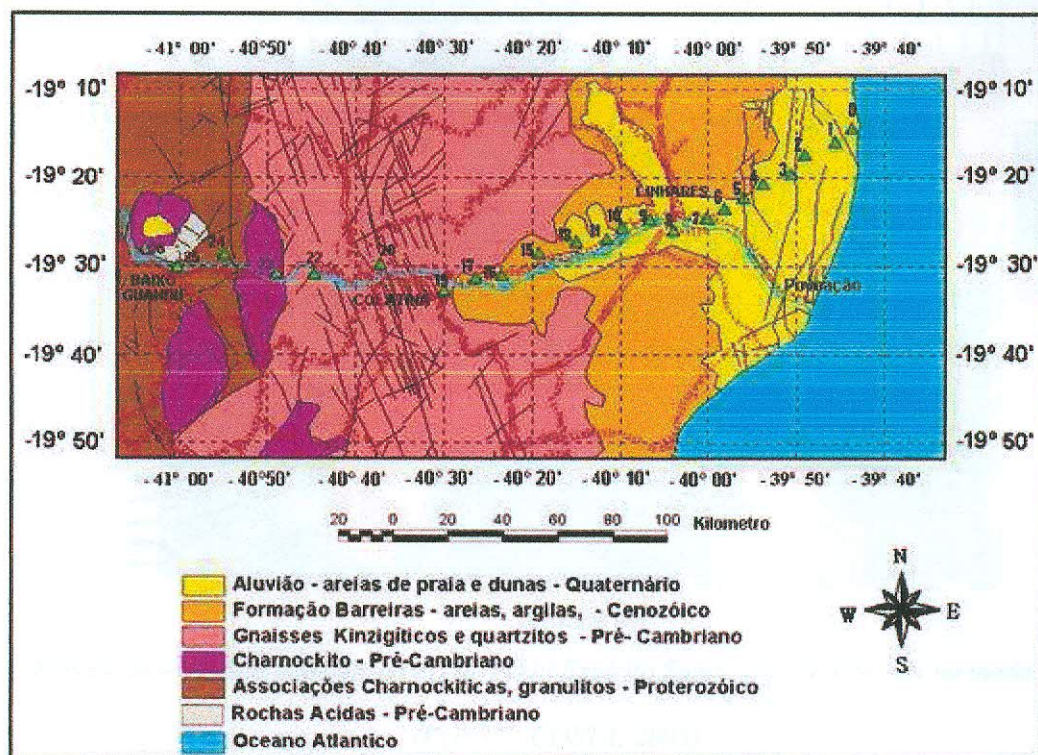 -41° 00' -40° 50' -40° 40' -40° 30' -40° 20' -40° 10' -40° 00' -39° 50' -39° 40'
-19° 10' -19° 10'
-19° 20' -19° 20'
LINHARES
-19° 30' -19° 30'
BAIXO
GUANDU
COLATINA
Povoação
-19° 40' -19° 40'
-19° 50' -19° 50'
-41° 00' -40° 50' -40° 40' -40° 30' -40° 20' -40° 10' -40° 00' -39° 50' -39° 40'
20 0 20 40 60 80 100 Kilometro
Aluvião - areias de praia e dunas - Quaternário
Formação Barreiras - areias, argilas, - Cenozóico
Gnaisses Kinzigíticos e quartzitos - Pré- Cambriano
Charnockito - Pré-Cambriano
Associações Charnockíticas, granulitos - Proterozóico
Rochas Acidas - Pré-Cambriano
Oceano Atlantico
N
W E
S